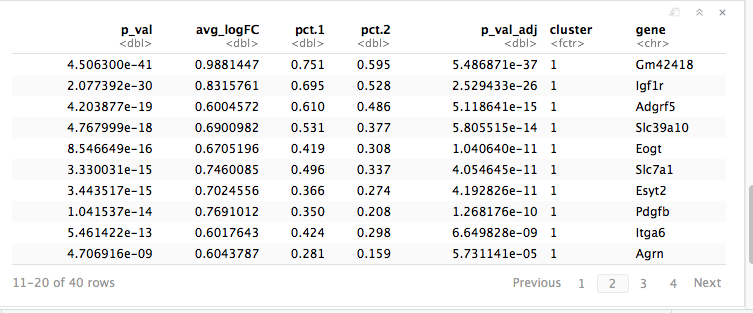 p_val avg_logFC pct.1 pct.2 p_val_adj cluster gene
<dbl> <dbl> <dbl> <dbl> <dbl> <fctr> <chr>
4.506300e-41 0.9881447 0.751 0.595 5.486871e-37 1 Gm42418
2.077392e-30 0.8315761 0.695 0.528 2.529433e-26 1 Igf1r
4.203877e-19 0.6004572 0.610 0.486 5.118641e-15 1 Adgrf5
4.767999e-18 0.6900982 0.531 0.377 5.805515e-14 1 Slc39a10
8.546649e-16 0.6705196 0.419 0.308 1.040640e-11 1 Eogt
3.330031e-15 0.7460085 0.496 0.337 4.054645e-11 1 Slc7a1
3.443517e-15 0.7024556 0.366 0.274 4.192826e-11 1 Esyt2
1.041537e-14 0.7691012 0.350 0.208 1.268176e-10 1 Pdgfb
5.461422e-13 0.6017643 0.424 0.298 6.649828e-09 1 Itga6
4.706916e-09 0.6043787 0.281 0.159 5.731141e-05 1 Agrn
11-20 of 40 rows Previous 1 2 3 4 Next